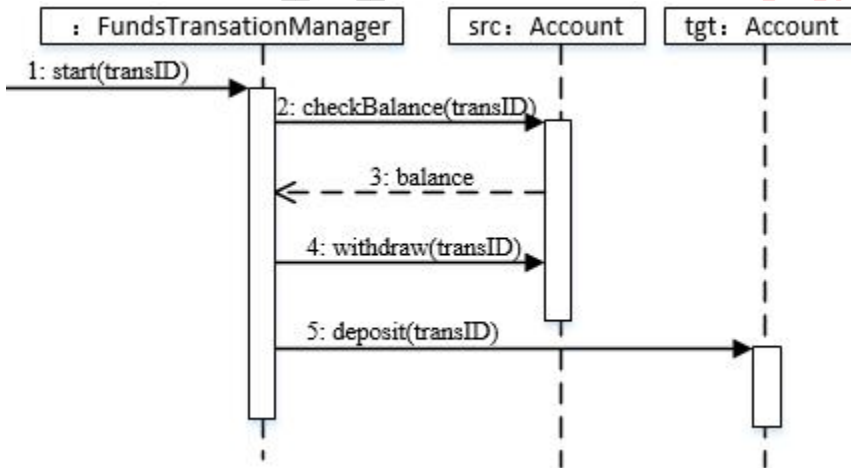 ：FundsTransationManager
src：Account
tgt：Account
1: start(transID)
2: checkBalance(transID)
3: balance
4: withdraw(transID)
5: deposit(transID)